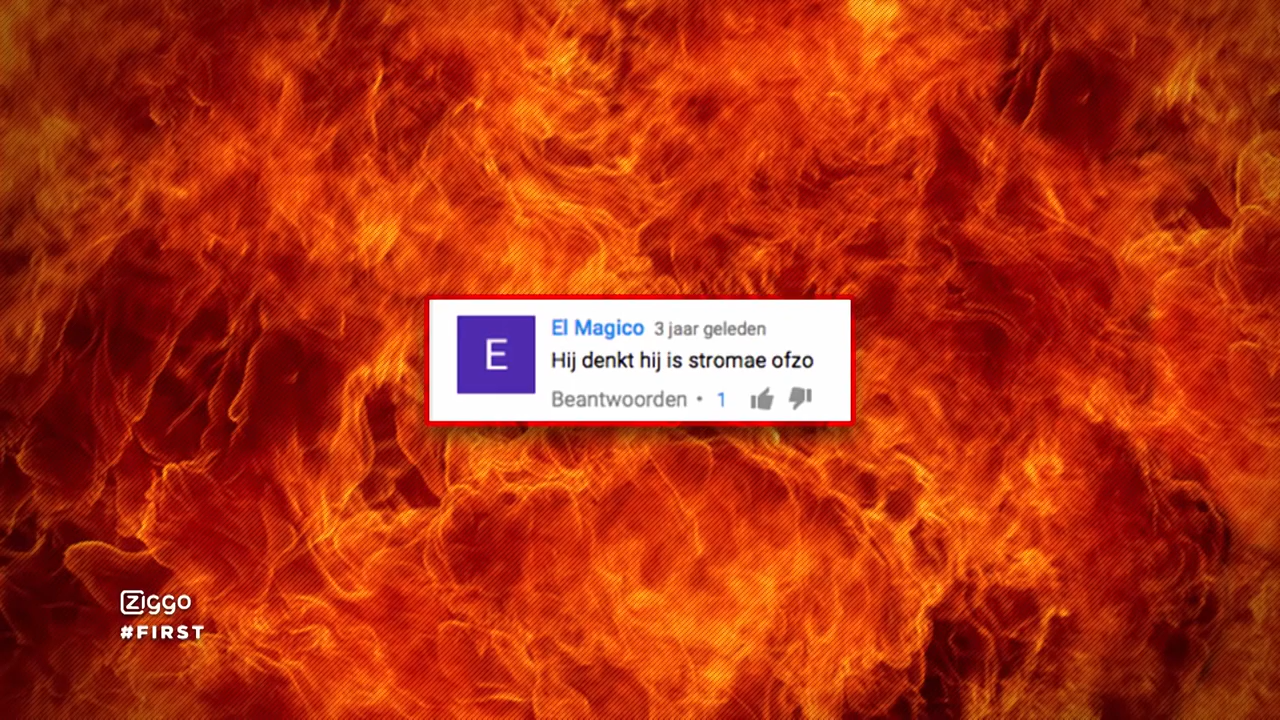 El Magico 3 jaar geleden
Hij denkt hij is stromae ofzo
Beantwoorden • 1
E
Ziggo
#FIRST